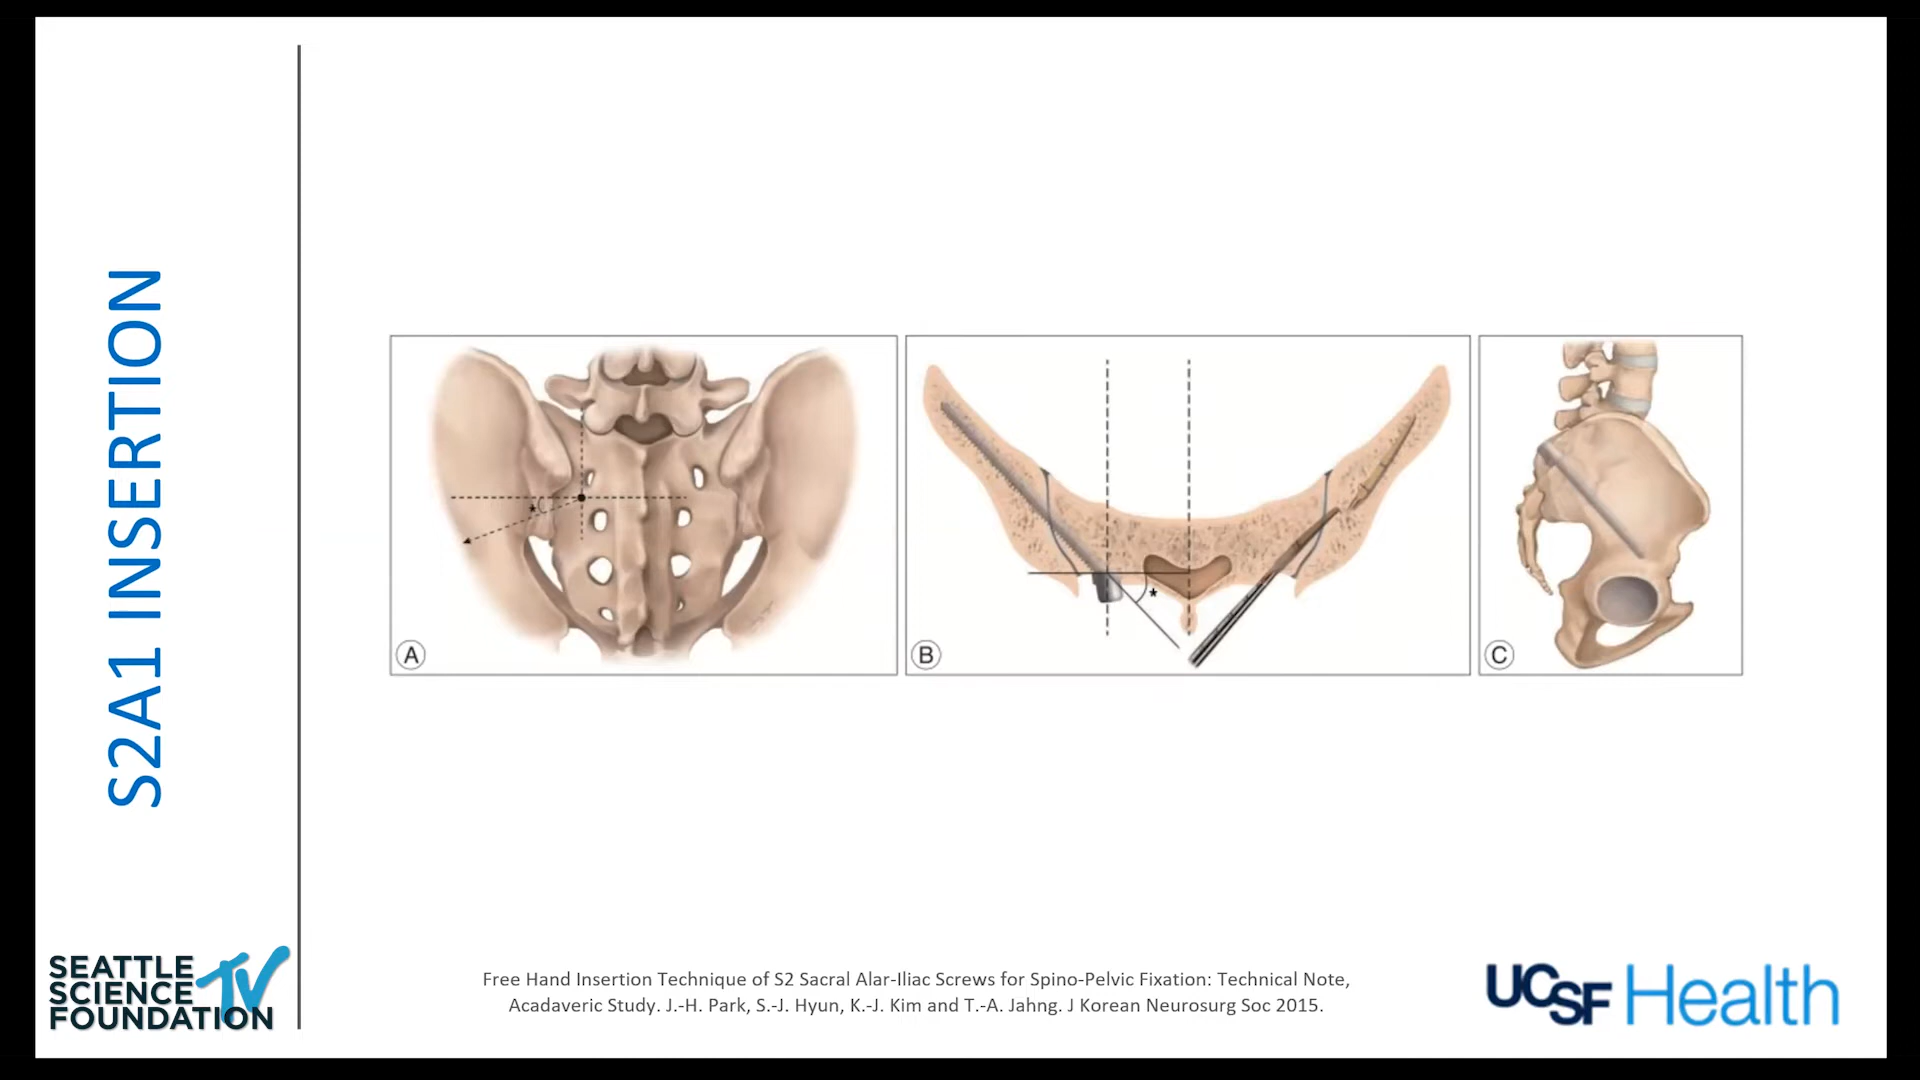 S2A1 INSERTION
A
*
B
*
C
SEATTLE
SCIENCE TV
FOUNDATION
Free Hand Insertion Technique of S2 Sacral Alar-Iliac Screws for Spino-Pelvic Fixation: Technical Note,
Acadaveric Study. J.-H. Park, S.-J. Hyun, K.-J. Kim and T.-A. Jahng. J Korean Neurosurg Soc 2015.
UCSF Health